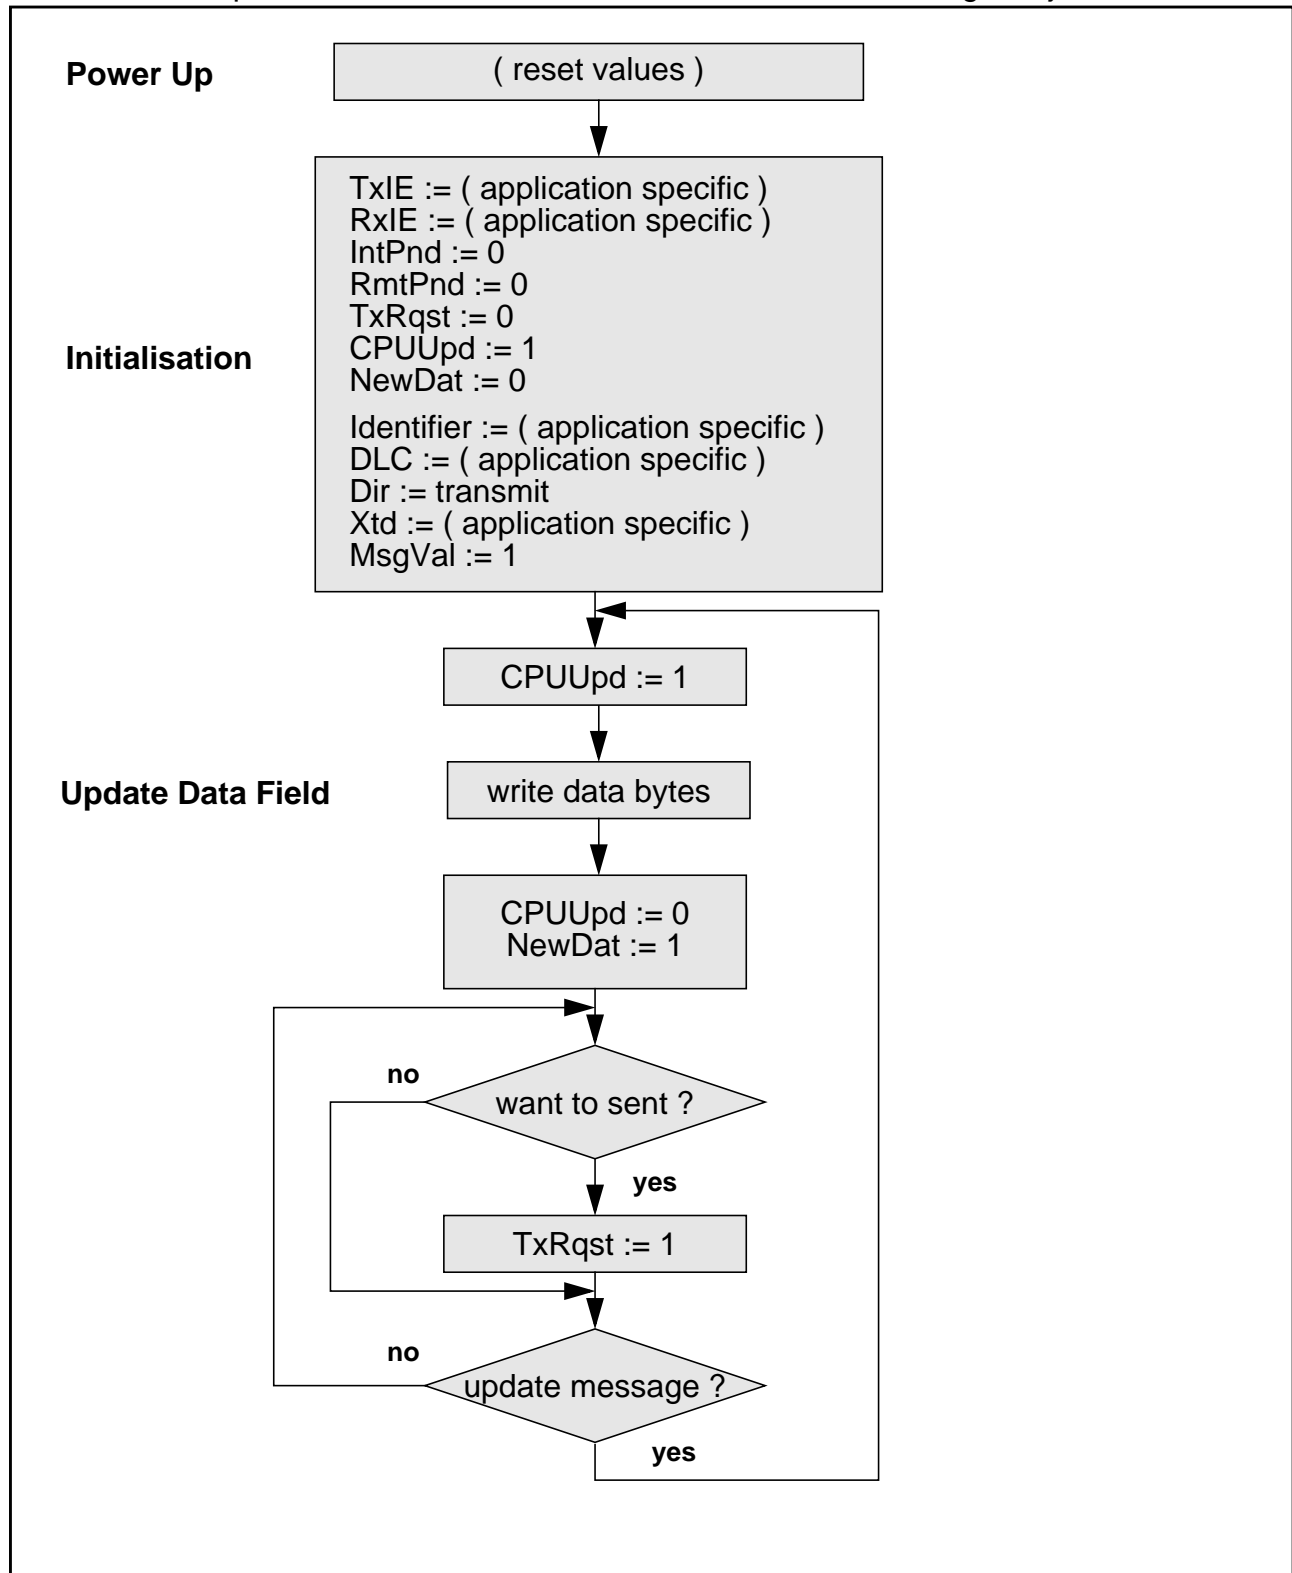 Power Up
( reset values )
TxIE := ( application specific )
RxIE := ( application specific )
IntPnd := 0
RmtPnd := 0
TxRqst := 0
Initialisation
CPUUpd := 1
NewDat := 0
Identifier := ( application specific )
DLC := ( application specific )
Dir := transmit
Xtd := ( application specific )
MsgVal := 1
CPUUpd := 1
Update Data Field
write data bytes
CPUUpd := 0
NewDat := 1
no
want to sent ?
yes
TxRqst := 1
no
update message ?
yes